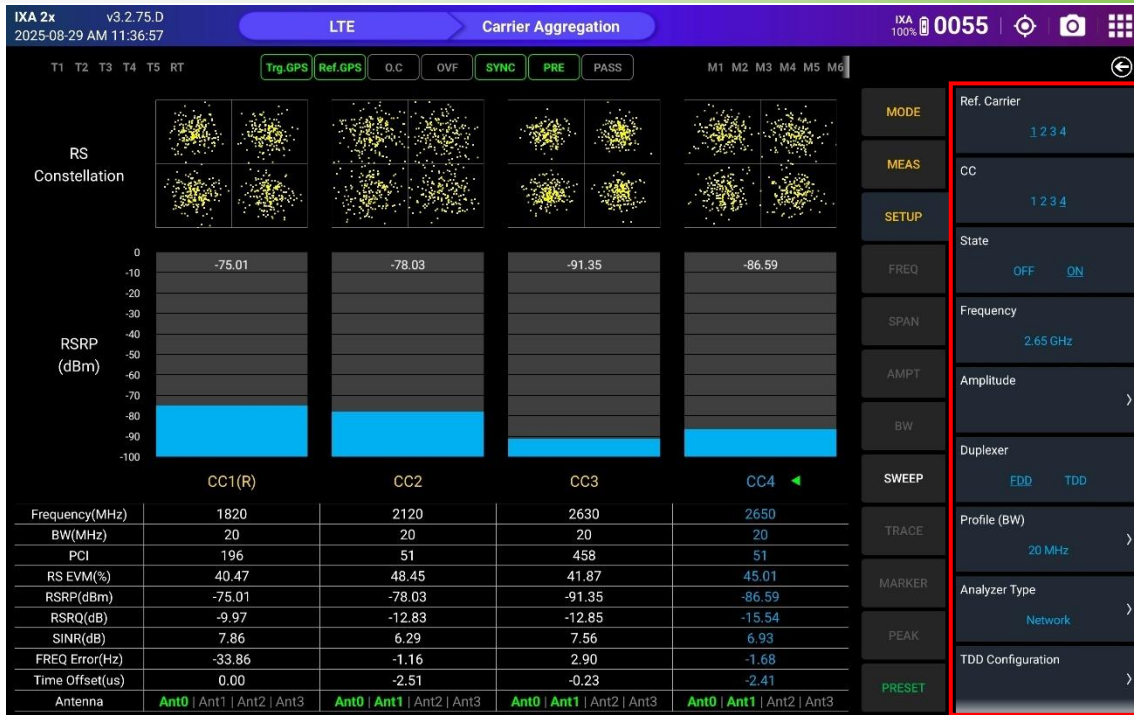 IXA 2x v3.2.75.D
2025-08-29 AM 11:36:57
LTE
Carrier Aggregation
IXA
100%
0055
T1 T2 T3 T4 T5 RT
Trg.GPS Ref.GPS O.C OVF SYNC PRE PASS
M1 M2 M3 M4 M5 M6
RS
Constellation
RSRP
(dBm)
0
-10
-20
-30
-40
-50
-60
-70
-80
-90
-100
-75.01 -78.03 -91.35 -86.59
CC1(R) CC2 CC3 CC4
Frequency(MHz) 1820 2120 2630 2650
BW(MHz) 20 20 20 20
PCI 196 51 458 51
RS EVM(%) 40.47 48.45 41.87 45.01
RSRP(dBm) -75.01 -78.03 -91.35 -86.59
RSRQ(dB) -9.97 -12.83 -12.85 -15.54
SINR(dB) 7.86 6.29 7.56 6.93
FREQ Error(Hz) -33.86 -1.16 2.90 -1.68
Time Offset(us) 0.00 -2.51 -0.23 -2.41
Antenna Ant0 | Ant1 | Ant2 | Ant3 Ant0 | Ant1 | Ant2 | Ant3 Ant0 | Ant1 | Ant2 | Ant3 Ant0 | Ant1 | Ant2 | Ant3
MODE
MEAS
SETUP
FREQ
SPAN
AMPT
BW
SWEEP
TRACE
MARKER
PEAK
PRESET
Ref. Carrier
1 2 3 4
CC
1 2 3 4
State
OFF ON
Frequency
2.65 GHz
Amplitude
Duplexer
FDD TDD
Profile (BW)
20 MHz
Analyzer Type
Network
TDD Configuration